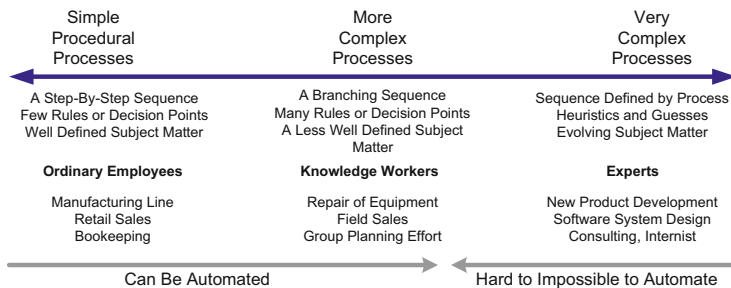 Simple
Procedural
Processes
More
Complex
Processes
Very
Complex
Processes
A Step-By-Step Sequence
Few Rules or Decision Points
Well Defined Subject Matter
A Branching Sequence
Many Rules or Decision Points
A Less Well Defined Subject
Matter
Sequence Defined by Process
Heuristics and Guesses
Evolving Subject Matter
Ordinary Employees
Manufacturing Line
Retail Sales
Bookeeping
Knowledge Workers
Repair of Equipment
Field Sales
Group Planning Effort
Experts
New Product Development
Software System Design
Consulting, Internist
Can Be Automated
Hard to Impossible to Automate